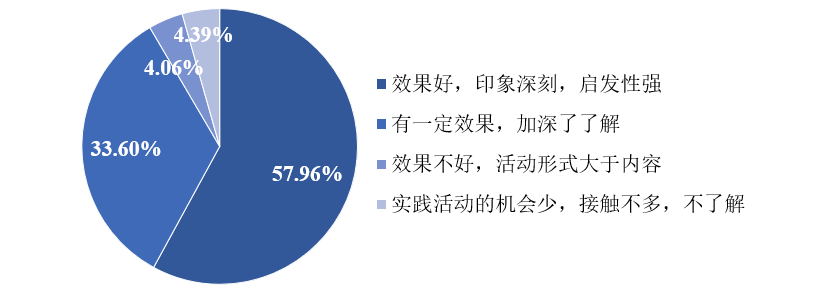 4.39%
4.06%
33.60%
57.96%
效果好，印象深刻，启发性强
有一定效果，加深了了解
效果不好，活动形式大于内容
实践活动的机会少，接触不多，不了解